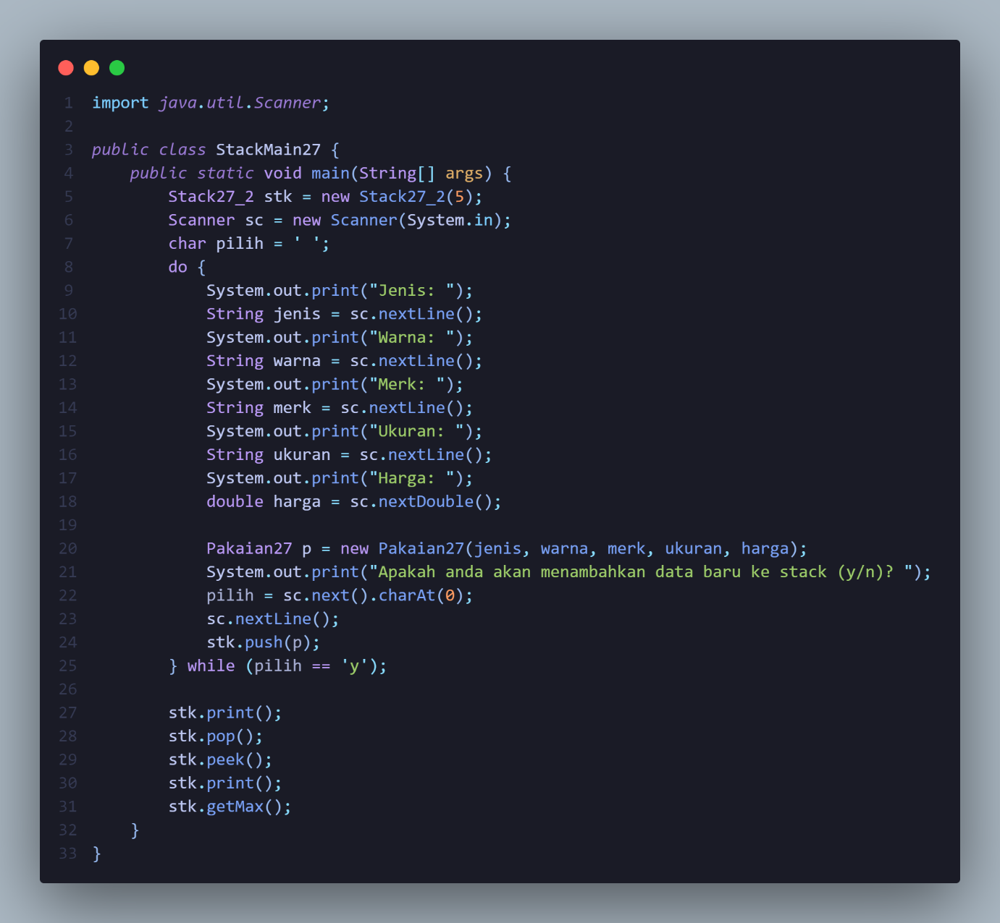 1 import java.util.Scanner;
2
3 public class StackMain27 {
4     public static void main(String[] args) {
5         Stack27_2 stk = new Stack27_2(5);
6         Scanner sc = new Scanner(System.in);
7         char pilih = ' ';
8         do {
9             System.out.print("Jenis: ");
10             String jenis = sc.nextLine();
11             System.out.print("Warna: ");
12             String warna = sc.nextLine();
13             System.out.print("Merk: ");
14             String merk = sc.nextLine();
15             System.out.print("Ukuran: ");
16             String ukuran = sc.nextLine();
17             System.out.print("Harga: ");
18             double harga = sc.nextDouble();
19
20             Pakaian27 p = new Pakaian27(jenis, warna, merk, ukuran, harga);
21             System.out.print("Apakah anda akan menambahkan data baru ke stack (y/n)? ");
22             pilih = sc.next().charAt(0);
23             sc.nextLine();
24             stk.push(p);
25         } while (pilih == 'y');
26
27         stk.print();
28         stk.pop();
29         stk.peek();
30         stk.print();
31         stk.getMax();
32     }
33 }